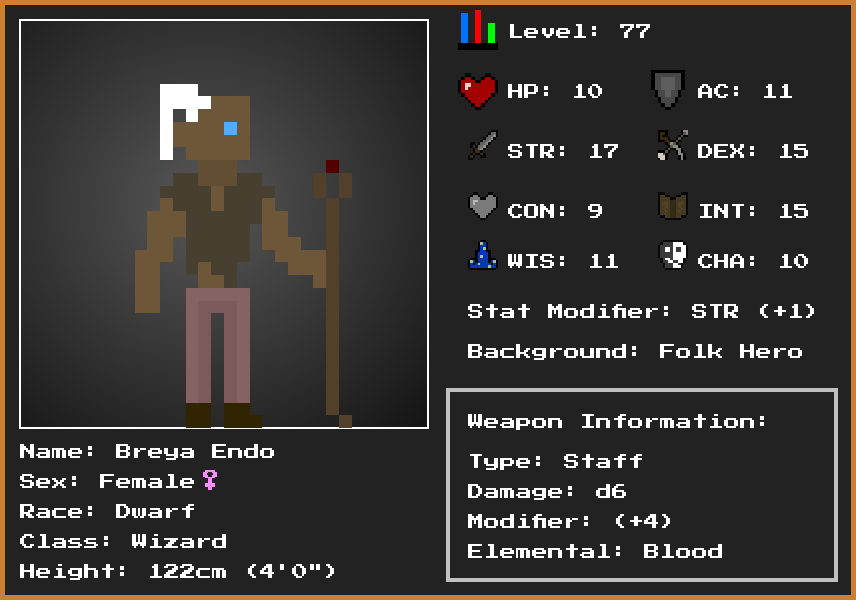 Level: 77
HP: 10
AC: 11
STR: 17
DEX: 15
CON: 9
INT: 15
WIS: 11
CHA: 10
Stat Modifier: STR (+1)
Background: Folk Hero
Weapon Information:
Type: Staff
Damage: d6
Modifier: (+4)
Elemental: Blood
Name: Breya Endo
Sex: Female♀
Race: Dwarf
Class: Wizard
Height: 122cm (4'0")